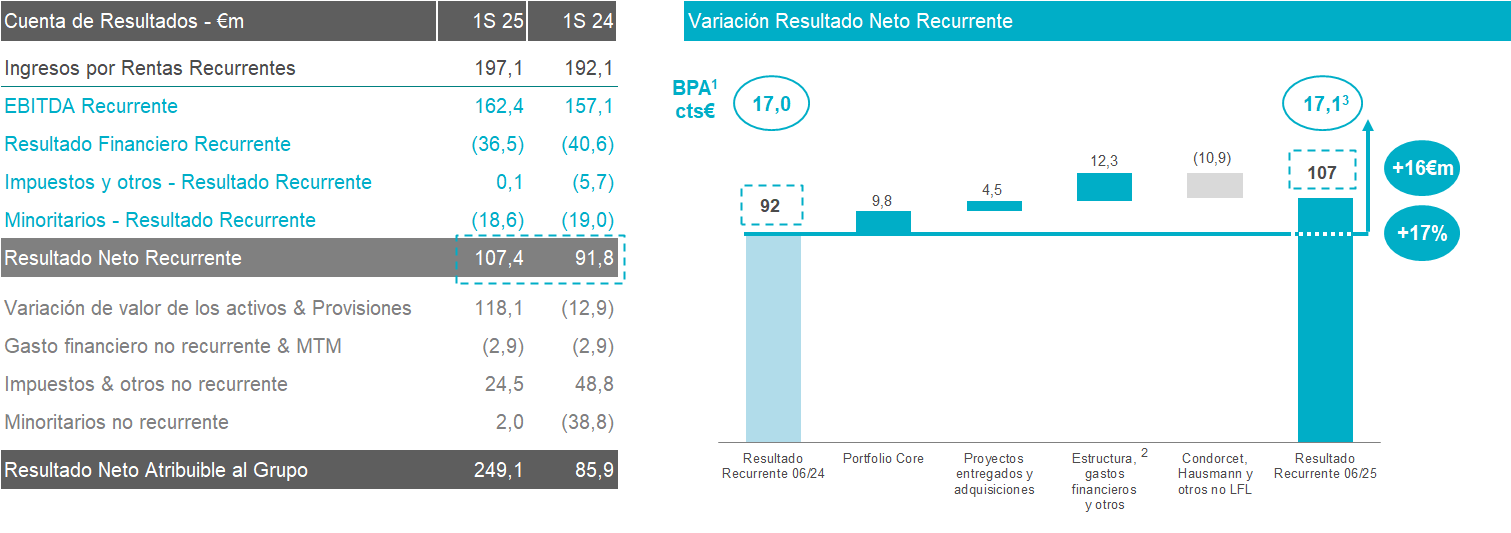 Cuenta de Resultados - €m 1S 25 1S 24
Ingresos por Rentas Recurrentes 197,1 192,1
EBITDA Recurrente 162,4 157,1
Resultado Financiero Recurrente (36,5) (40,6)
Impuestos y otros - Resultado Recurrente 0,1 (5,7)
Minoritarios - Resultado Recurrente (18,6) (19,0)
Resultado Neto Recurrente 107,4 91,8
Variación de valor de los activos & Provisiones 118,1 (12,9)
Gasto financiero no recurrente & MTM (2,9) (2,9)
Impuestos & otros no recurrente 24,5 48,8
Minoritarios no recurrente 2,0 (38,8)
Resultado Neto Atribuible al Grupo 249,1 85,9
Variación Resultado Neto Recurrente
BPA¹
cts€
17,0
17,1³
92
9,8
4,5
12,3
(10,9)
107
+16€m
+17%
Resultado
Recurrente 06/24
Portfolio Core
Proyectos
entregados y
adquisiciones
Estructura, ²
gastos
financieros
y otros
Condorcet,
Hausmann y
otros no LFL
Resultado
Recurrente 06/25